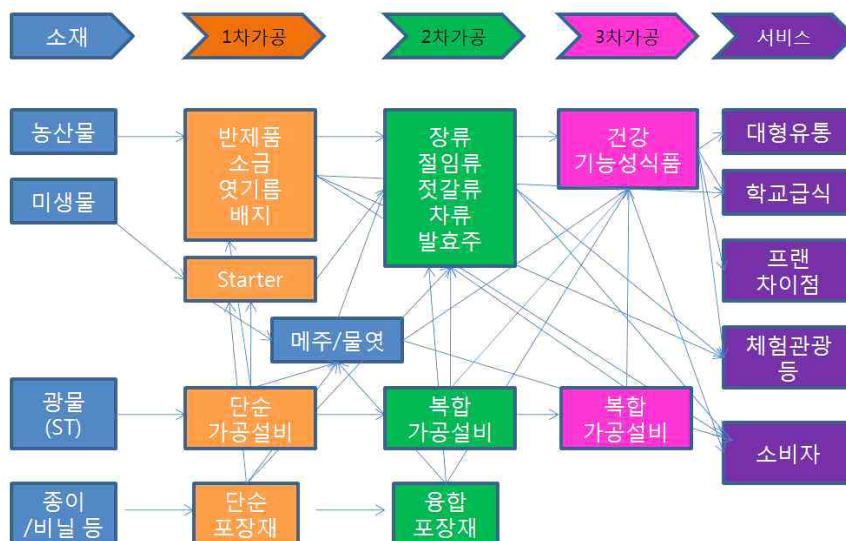 소재
1차가공
2차가공
3차가공
서비스
농산물
반제품
소금
엿기름
배지
장류
절임류
젓갈류
차류
발효주
건강
기능성식품
대형유통
미생물
학교급식
Starter
프랜
차이점
메주/물엿
체험관광
등
광물
(ST)
단순
가공설비
복합
가공설비
복합
가공설비
소비자
종이
/비닐 등
단순
포장재
융합
포장재